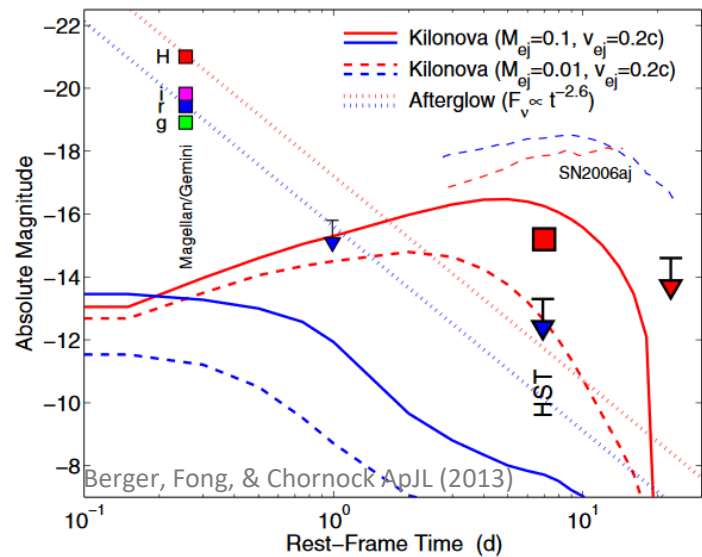 −22
−20
−18
−16
−14
−12
−10
−8
Absolute Magnitude
H
i
r
g
Magellan/Gemini
Kilonova (M_ej=0.1, v_ej=0.2c)
Kilonova (M_ej=0.01, v_ej=0.2c)
Afterglow (F_ν ∝ t^−2.6)
SN2006aj
HST
Berger, Fong, & Chornock ApJL (2013)
10^−1
10^0
10^1
Rest−Frame Time (d)